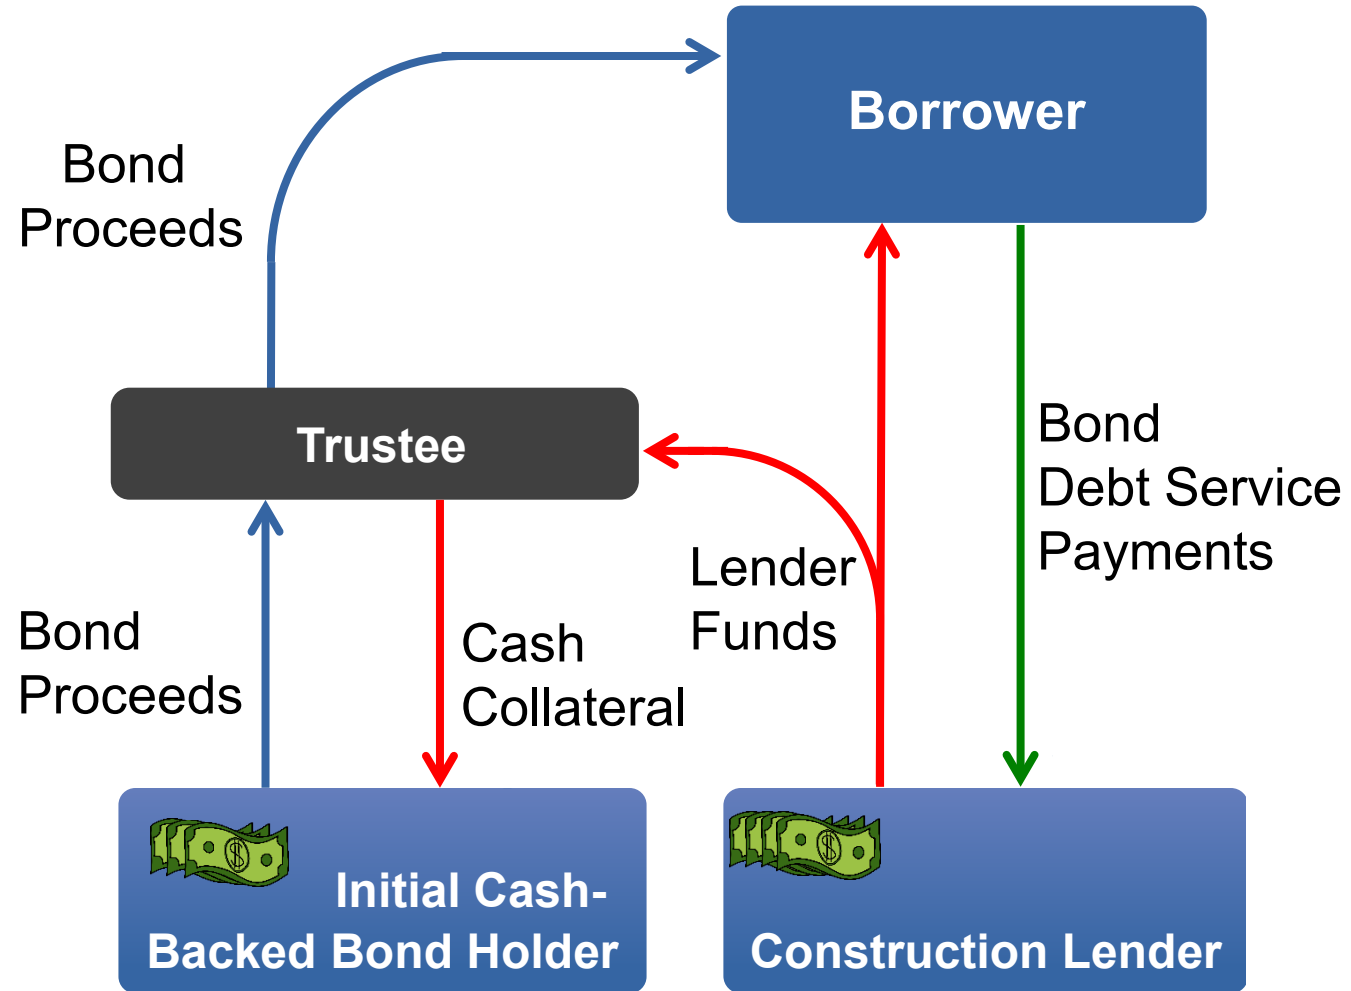 Borrower
Bond
Proceeds
Trustee
Bond
Debt Service
Payments
Lender
Funds
Bond
Proceeds
Cash
Collateral
Initial Cash-
Backed Bond Holder
Construction Lender